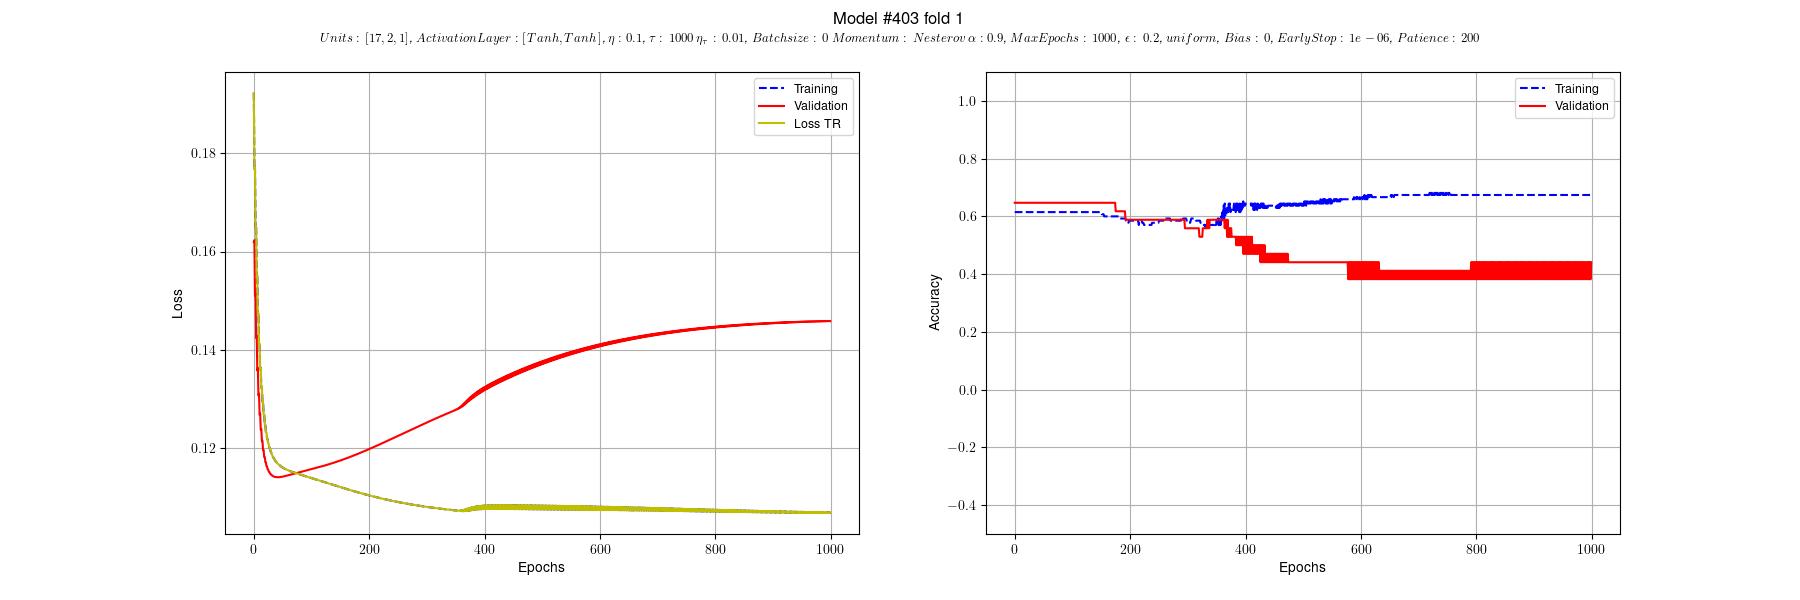 Model #403 fold 1
Units : [17, 2, 1], ActivationLayer : [Tanh, Tanh], η : 0.1, τ : 1000 ητ : 0.01, Batchsize : 0 Momentum : Nesterov α : 0.9, MaxEpochs : 1000, ϵ : 0.2, uniform, Bias : 0, EarlyStop : 1e − 06, Patience : 200
Training
Validation
Loss TR
0.18
0.16
0.14
0.12
Loss
0 200 400 600 800 1000
Epochs
Training
Validation
1.0
0.8
0.6
0.4
0.2
0.0
−0.2
−0.4
Accuracy
0 200 400 600 800 1000
Epochs